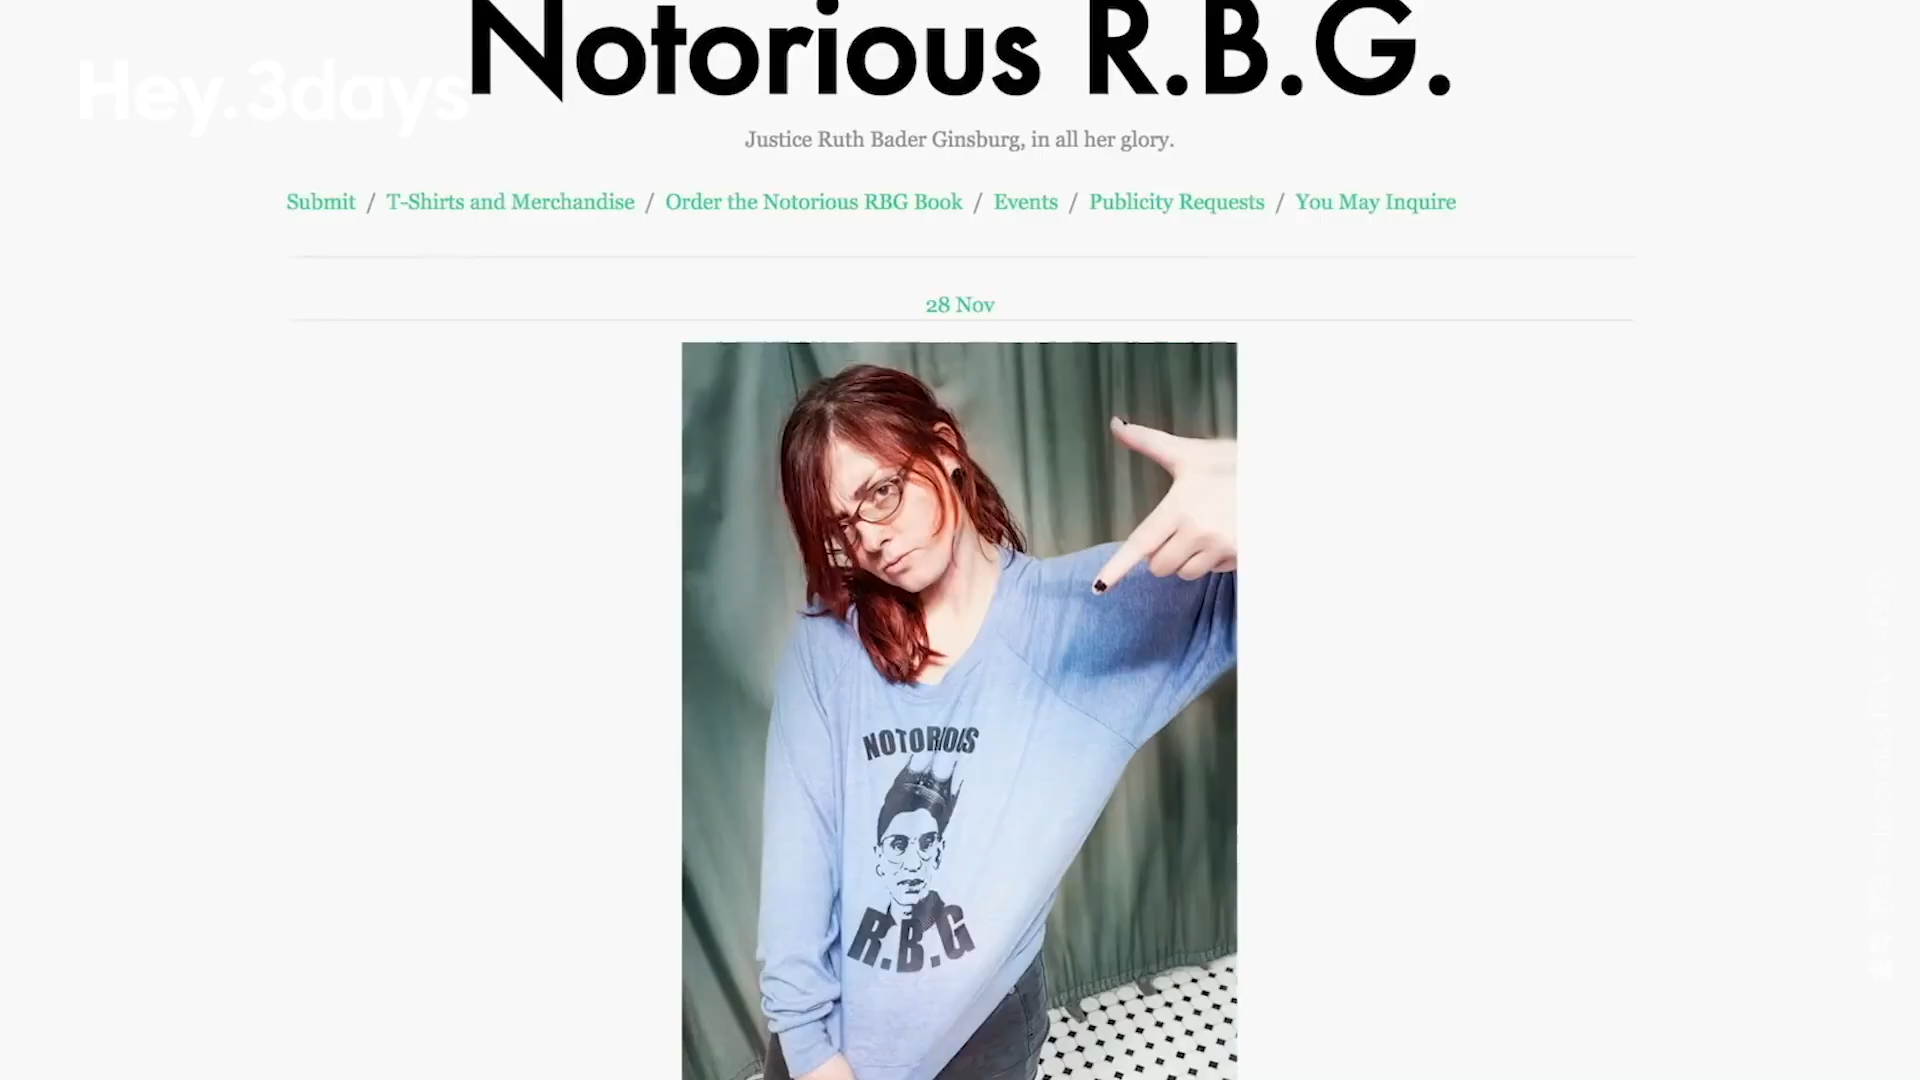 Notorious R.B.G.
Hey.3days
Justice Ruth Bader Ginsburg, in all her glory.
Submit / T-Shirts and Merchandise / Order the Notorious RBG Book / Events / Publicity Requests / You May Inquire
28 Nov
NOTORIOUS
R.B.G